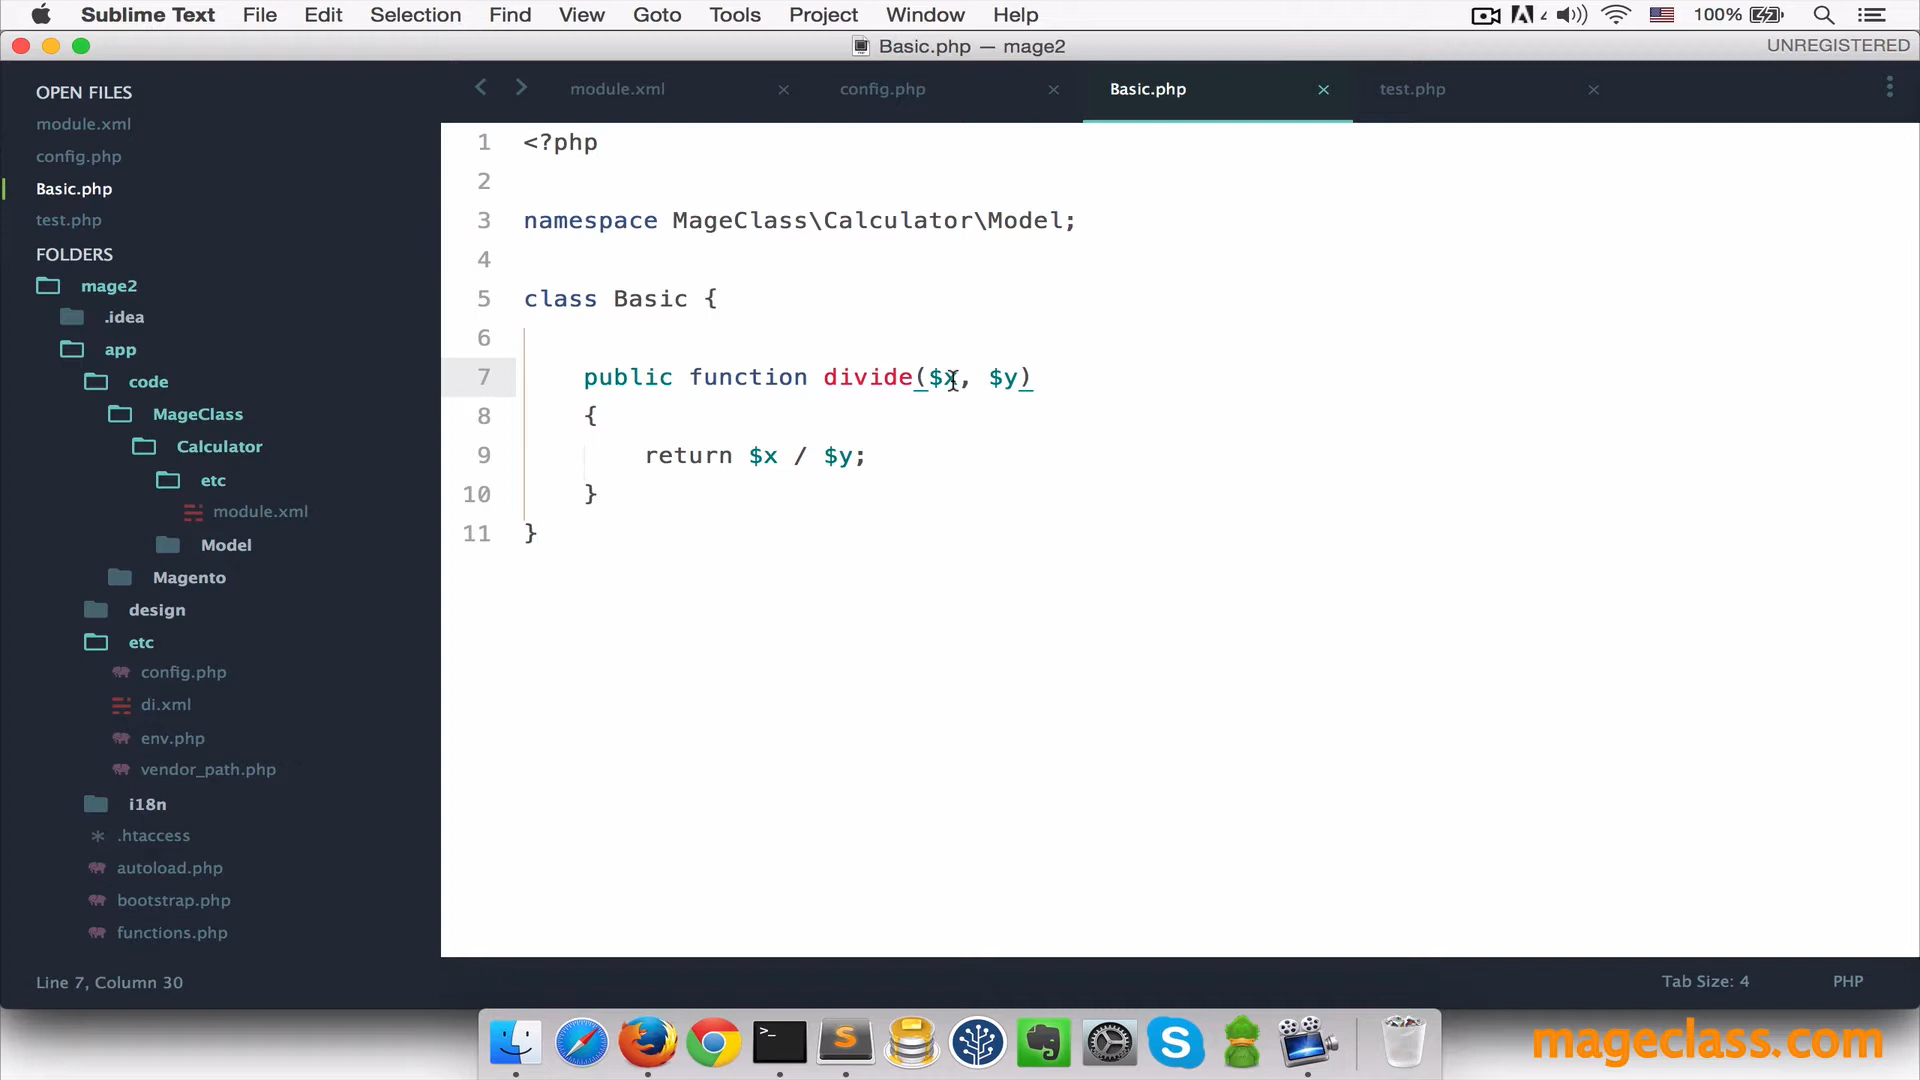 Sublime Text File Edit Selection Find View Goto Tools Project Window Help 4 100%
Basic.php — mage2 UNREGISTERED
OPEN FILES
module.xml
config.php
Basic.php
test.php
FOLDERS
mage2
.idea
app
code
MageClass
Calculator
etc
module.xml
Model
Magento
design
etc
config.php
di.xml
env.php
vendor_path.php
i18n
.htaccess
autoload.php
bootstrap.php
functions.php
module.xml config.php Basic.php test.php
1 <?php
2
3 namespace MageClass\Calculator\Model;
4
5 class Basic {
6
7 public function divide($x, $y)
8 {
9 return $x / $y;
10 }
11 }
Line 7, Column 30 Tab Size: 4 PHP
mageclass.com